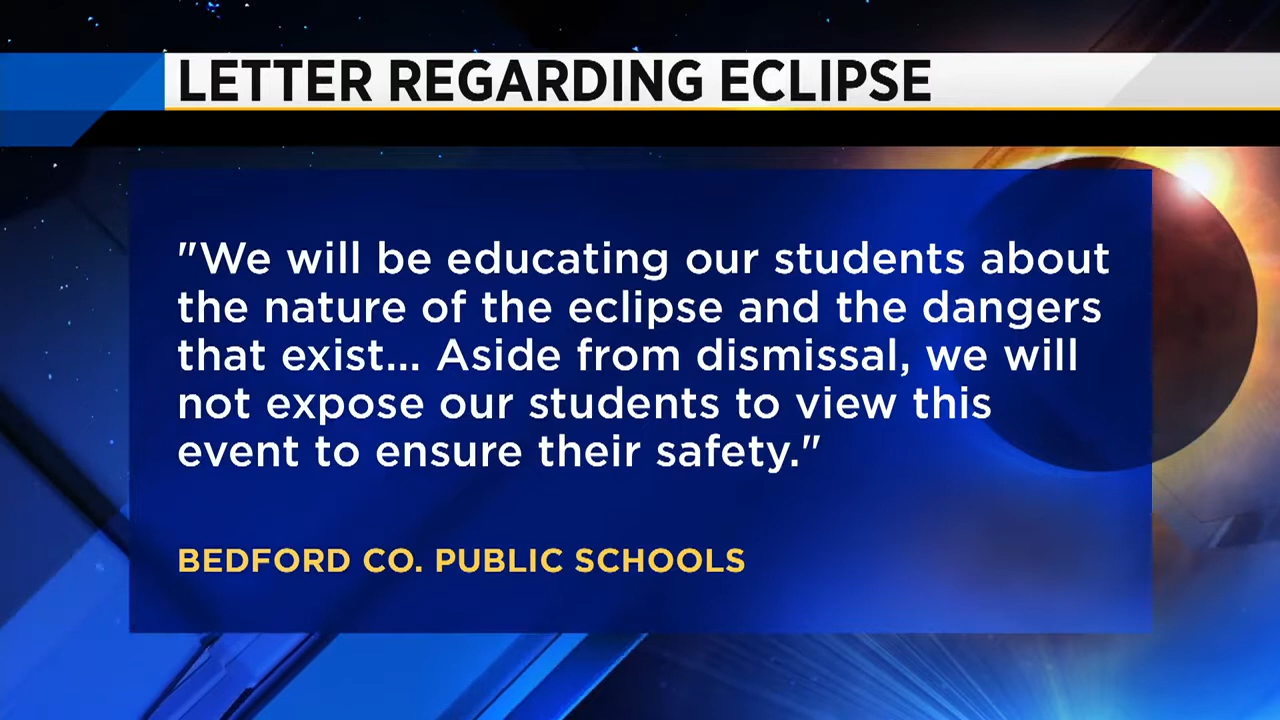 LETTER REGARDING ECLIPSE
"We will be educating our students about
the nature of the eclipse and the dangers
that exist... Aside from dismissal, we will
not expose our students to view this
event to ensure their safety."
BEDFORD CO. PUBLIC SCHOOLS